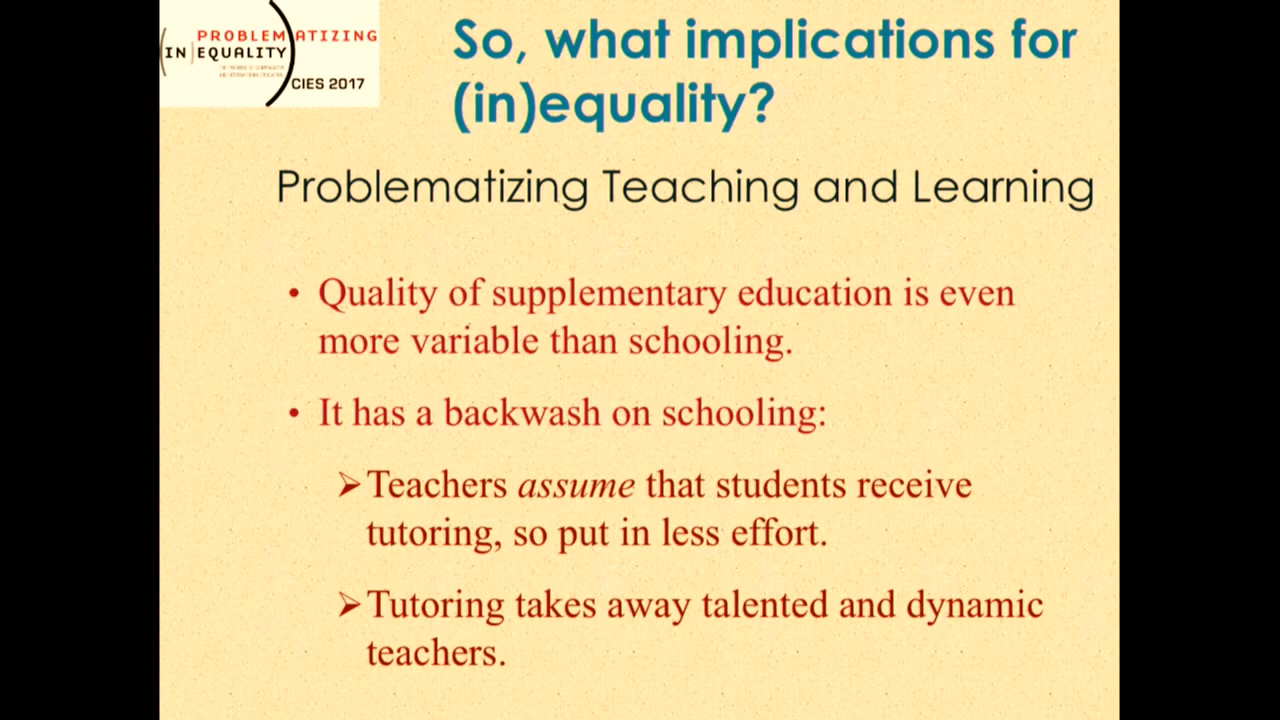 PROBLEMATIZING
(IN)EQUALITY
CIES 2017
So, what implications for
(in)equality?
Problematizing Teaching and Learning
• Quality of supplementary education is even
more variable than schooling.
• It has a backwash on schooling:
➢Teachers assume that students receive
tutoring, so put in less effort.
➢Tutoring takes away talented and dynamic
teachers.